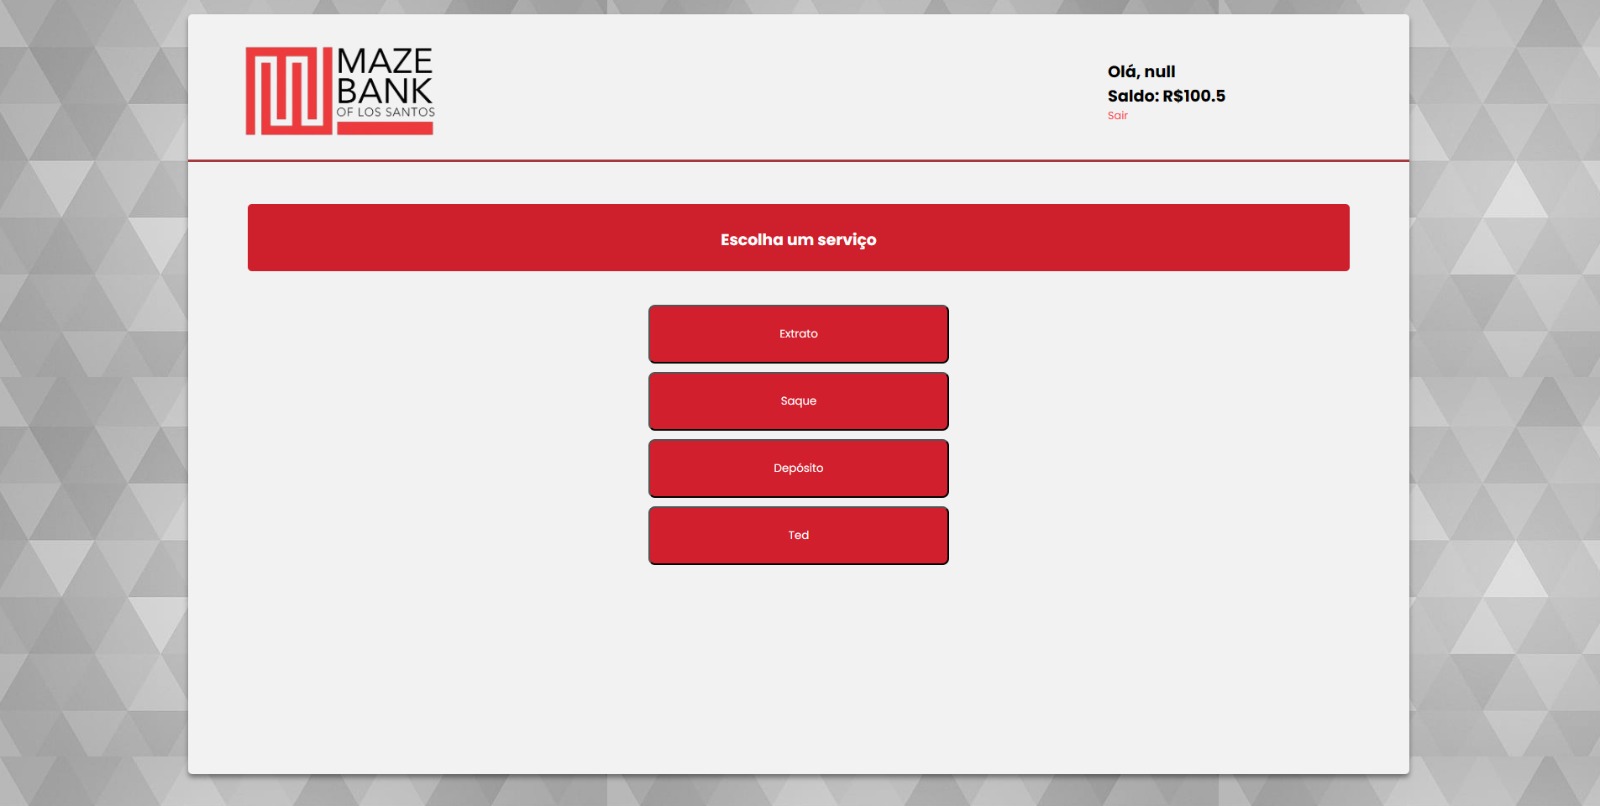 MAZE
BANK
OF LOS SANTOS
Olá, null
Saldo: R$100.5
Sair
Escolha um serviço
Extrato
Saque
Depósito
Ted